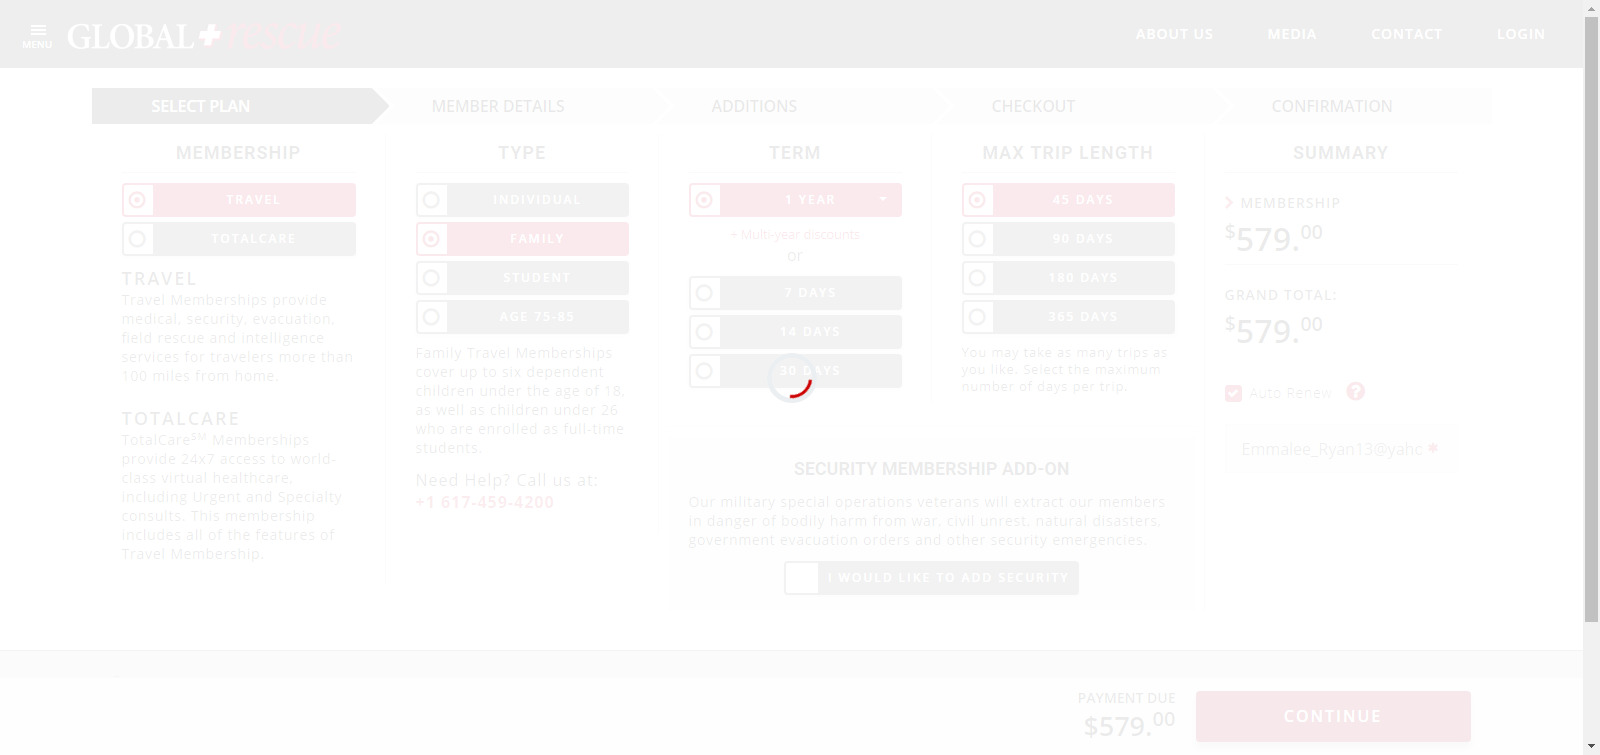 MENU
GLOBAL rescue
ABOUT US
MEDIA
CONTACT
LOGIN
SELECT PLAN
MEMBER DETAILS
ADDITIONS
CHECKOUT
CONFIRMATION
MEMBERSHIP
TRAVEL
TOTALCARE
TRAVEL
Travel Memberships provide
medical, security, evacuation,
field rescue and intelligence
services for travelers more than
100 miles from home.
TOTALCARE
TotalCareSM Memberships
provide 24x7 access to world-
class virtual healthcare,
including Urgent and Specialty
consults. This membership
includes all of the features of
Travel Membership.
TYPE
INDIVIDUAL
FAMILY
STUDENT
AGE 75-85
Family Travel Memberships
cover up to six dependent
children under the age of 18,
as well as children under 26
who are enrolled as full-time
students.
Need Help? Call us at:
+1 617-459-4200
TERM
1 YEAR
+ Multi-year discounts
or
7 DAYS
14 DAYS
30 DAYS
MAX TRIP LENGTH
45 DAYS
90 DAYS
180 DAYS
365 DAYS
You may take as many trips as
you like. Select the maximum
number of days per trip.
SECURITY MEMBERSHIP ADD-ON
Our military special operations veterans will extract our members
in danger of bodily harm from war, civil unrest, natural disasters,
government evacuation orders and other security emergencies.
I WOULD LIKE TO ADD SECURITY
SUMMARY
MEMBERSHIP
$579.00
GRAND TOTAL:
$579.00
Auto Renew
Emmalee_Ryan13@yaho
PAYMENT DUE
$579.00
CONTINUE